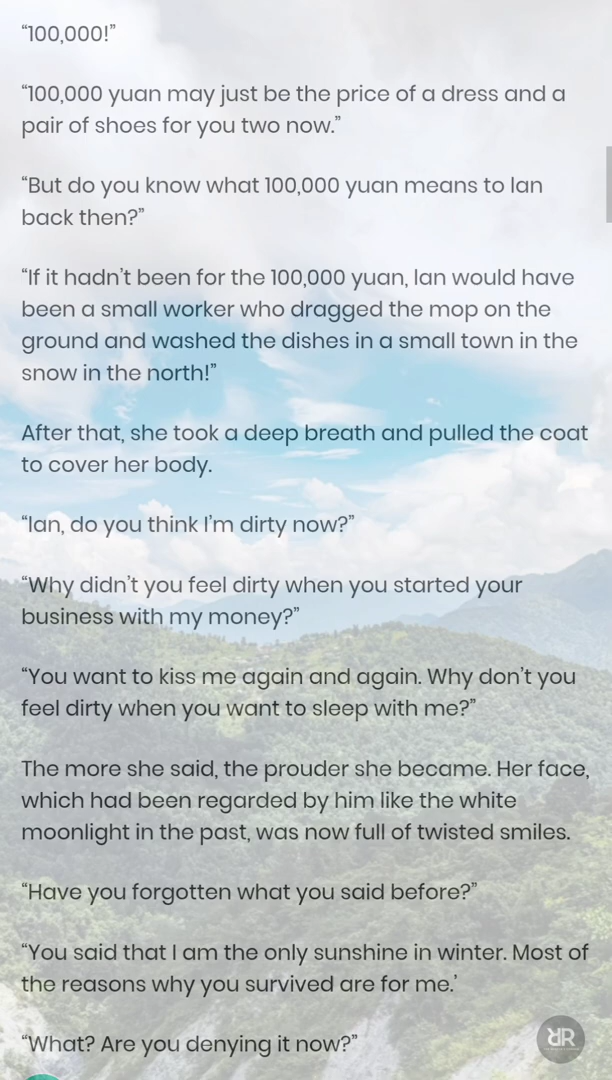 “100,000!”
“100,000 yuan may just be the price of a dress and a
pair of shoes for you two now.”
“But do you know what 100,000 yuan means to Ian
back then?”
“If it hadn’t been for the 100,000 yuan, Ian would have
been a small worker who dragged the mop on the
ground and washed the dishes in a small town in the
snow in the north!”
After that, she took a deep breath and pulled the coat
to cover her body.
“Ian, do you think I’m dirty now?”
“Why didn’t you feel dirty when you started your
business with my money?”
“You want to kiss me again and again. Why don’t you
feel dirty when you want to sleep with me?”
The more she said, the prouder she became. Her face,
which had been regarded by him like the white
moonlight in the past, was now full of twisted smiles.
“Have you forgotten what you said before?”
“You said that I am the only sunshine in winter. Most of
the reasons why you survived are for me.’
“What? Are you denying it now?”